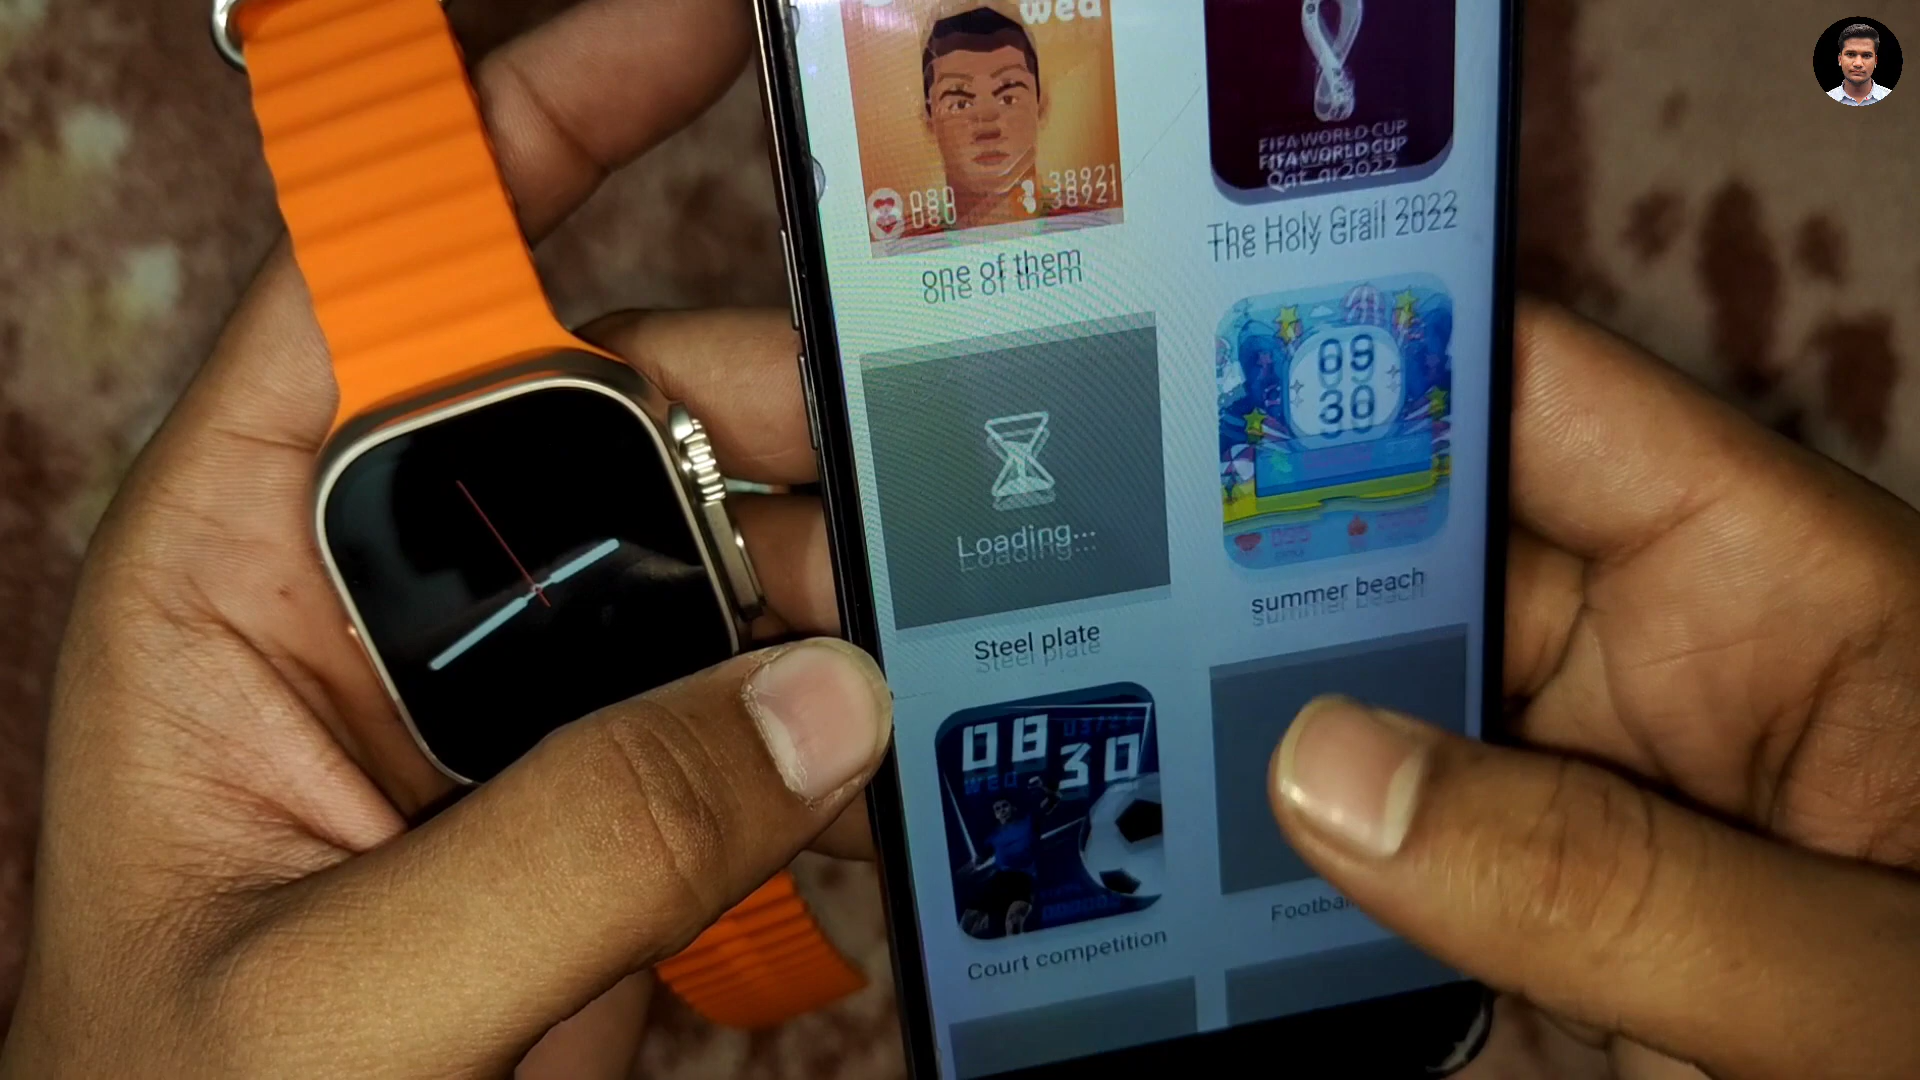 wed
080
38921
one of them
FIFA WORLD CUP
Qatar2022
The Holy Grail 2022
Loading...
Steel plate
09
30
summer beach
08
30
wed
Court competition